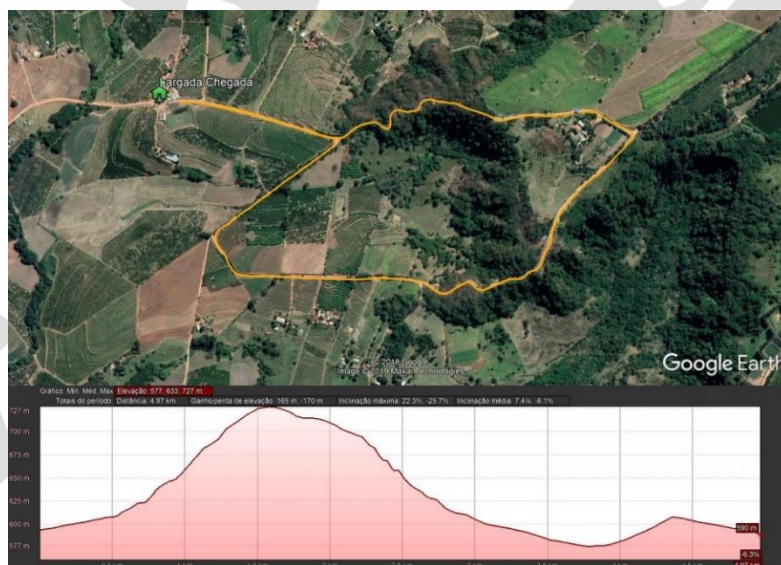 Largada Chegada
© 2018 Google
Image © 2019 Maxar Technologies
Google Earth
Gráfico: Mín, Méd, Máx Elevação: 577, 633, 727 m
Totais do período: Distância: 4.97 km Ganho/perda de elevação: 165 m, -170 m Inclinação máxima: 22.3%, -25.7% Inclinação média: 7.4%, -6.1%
727 m
700 m
650 m
625 m
600 m
577 m
590 m
-6.3%
4.97 km